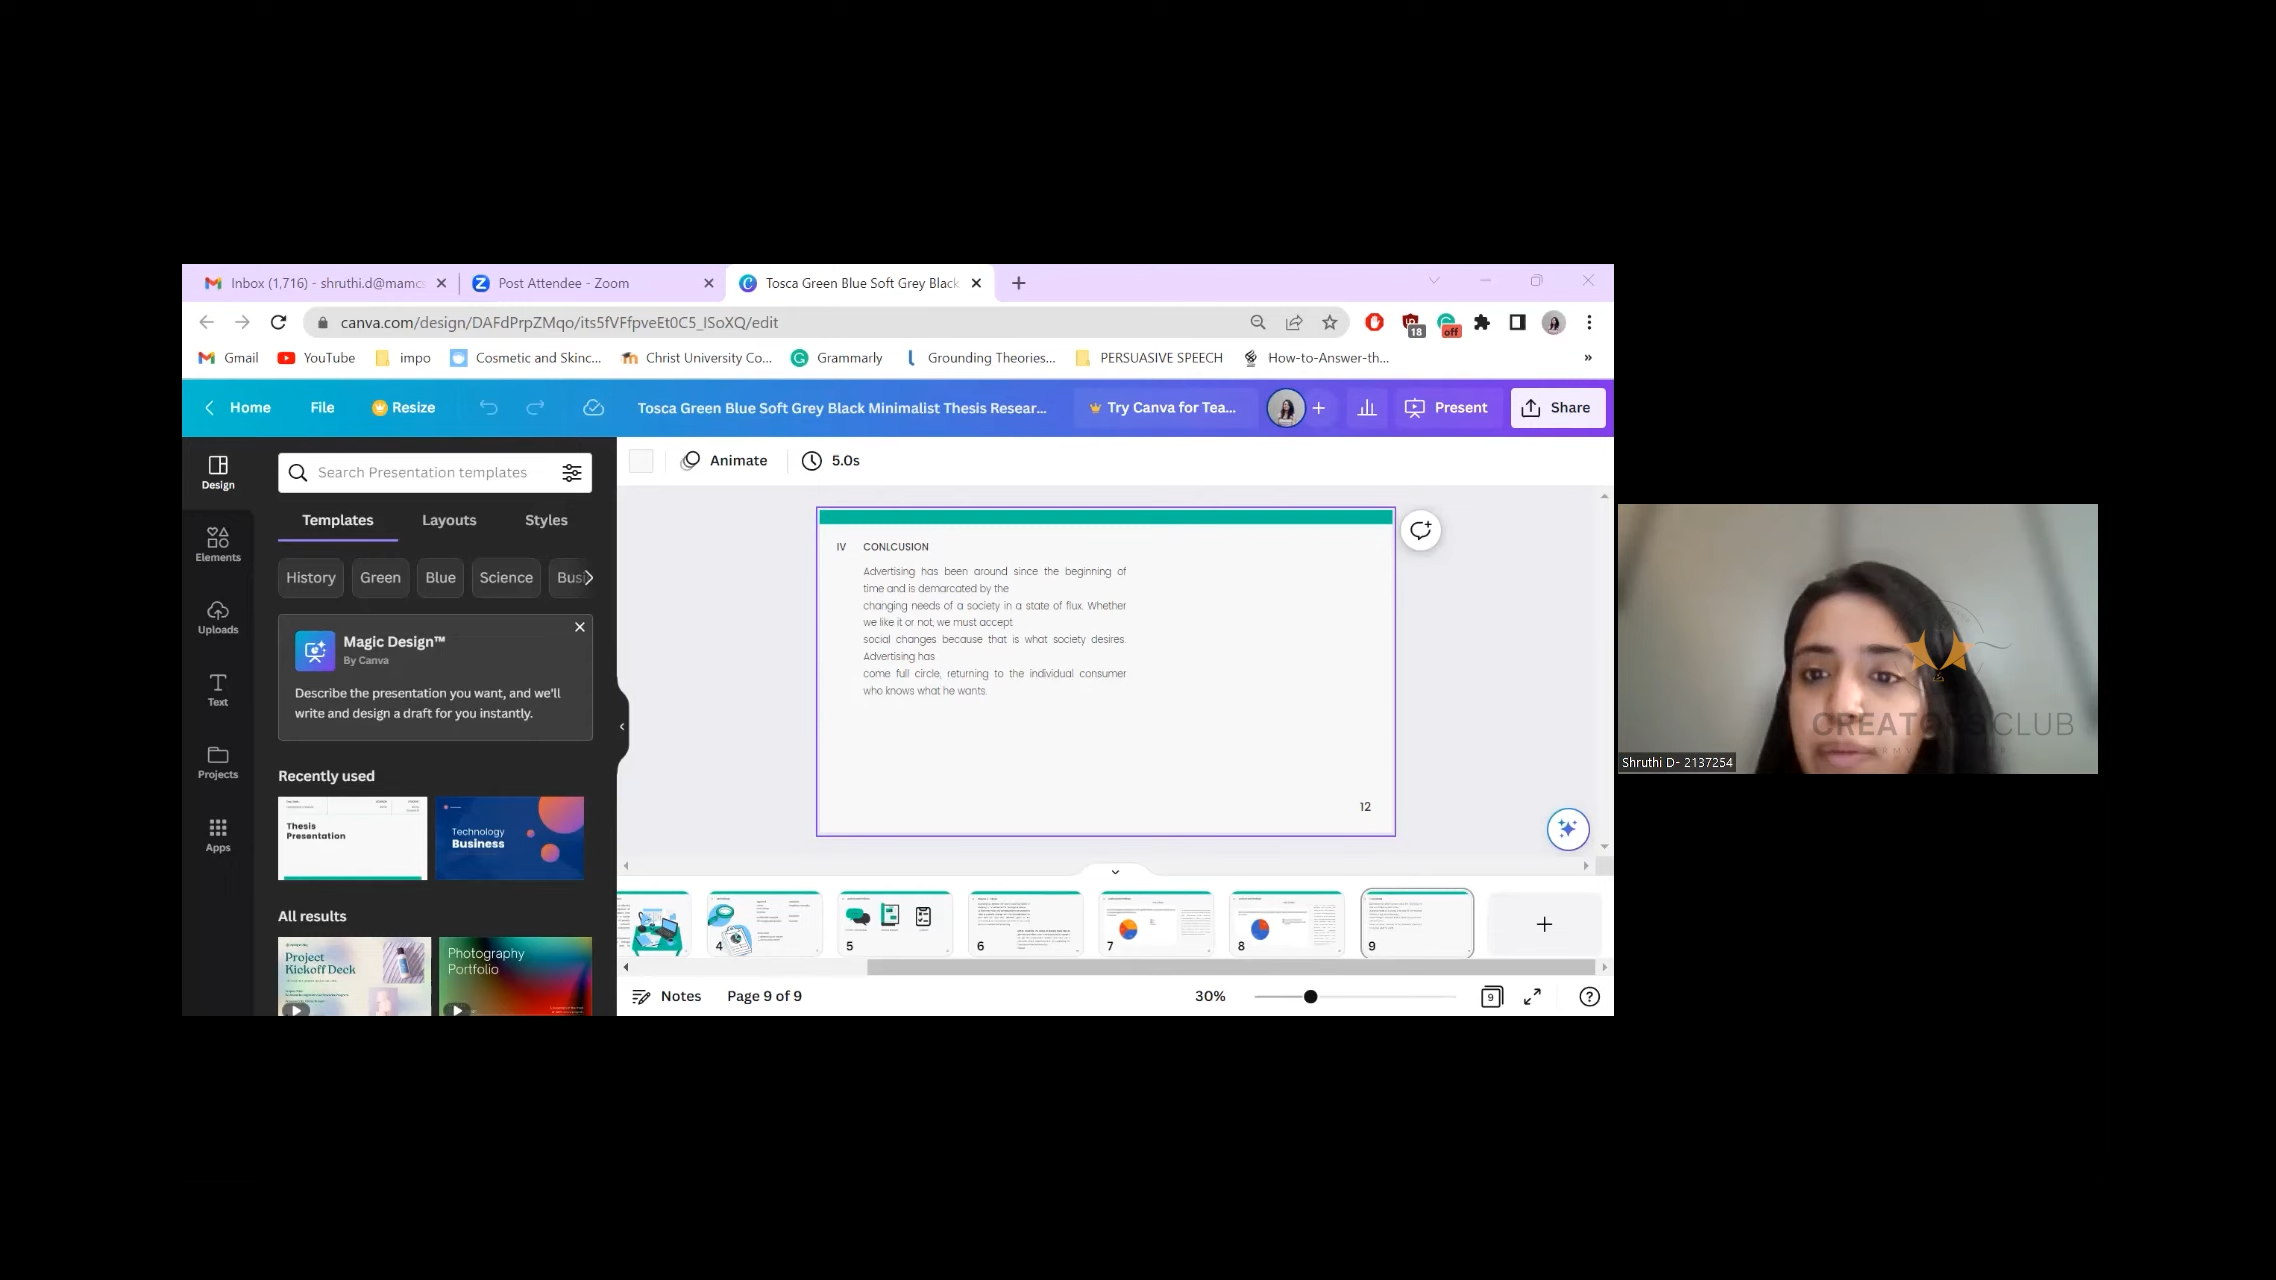 Inbox (1,716) - shruthi.d@mamcs
Post Attendee - Zoom
Tosca Green Blue Soft Grey Black
canva.com/design/DAFdPrpZMqo/its5fVFfpveEt0C5_ISoXQ/edit
18
off
Gmail
YouTube
impo
Cosmetic and Skinc...
Christ University Co...
Grammarly
Grounding Theories...
PERSUASIVE SPEECH
How-to-Answer-th...
»
Home
File
Resize
Tosca Green Blue Soft Grey Black Minimalist Thesis Resear...
Try Canva for Tea...
Present
Share
Design
Elements
Uploads
Text
Projects
Apps
Search Presentation templates
Templates
Layouts
Styles
History
Green
Blue
Science
Busi
Magic Design™
By Canva
Describe the presentation you want, and we'll
write and design a draft for you instantly.
Recently used
Thesis
Presentation
Technology
Business
All results
Project
Kickoff Deck
Photography
Portfolio
Animate
5.0s
IV CONLCUSION
Advertising has been around since the beginning of
time and is demarcated by the
changing needs of a society in a state of flux. Whether
we like it or not, we must accept
social changes because that is what society desires.
Advertising has
come full circle, returning to the individual consumer
who knows what he wants.
12
4
5
6
7
8
9
Notes
Page 9 of 9
30%
9
Shruthi D- 2137254
CREATORS CLUB